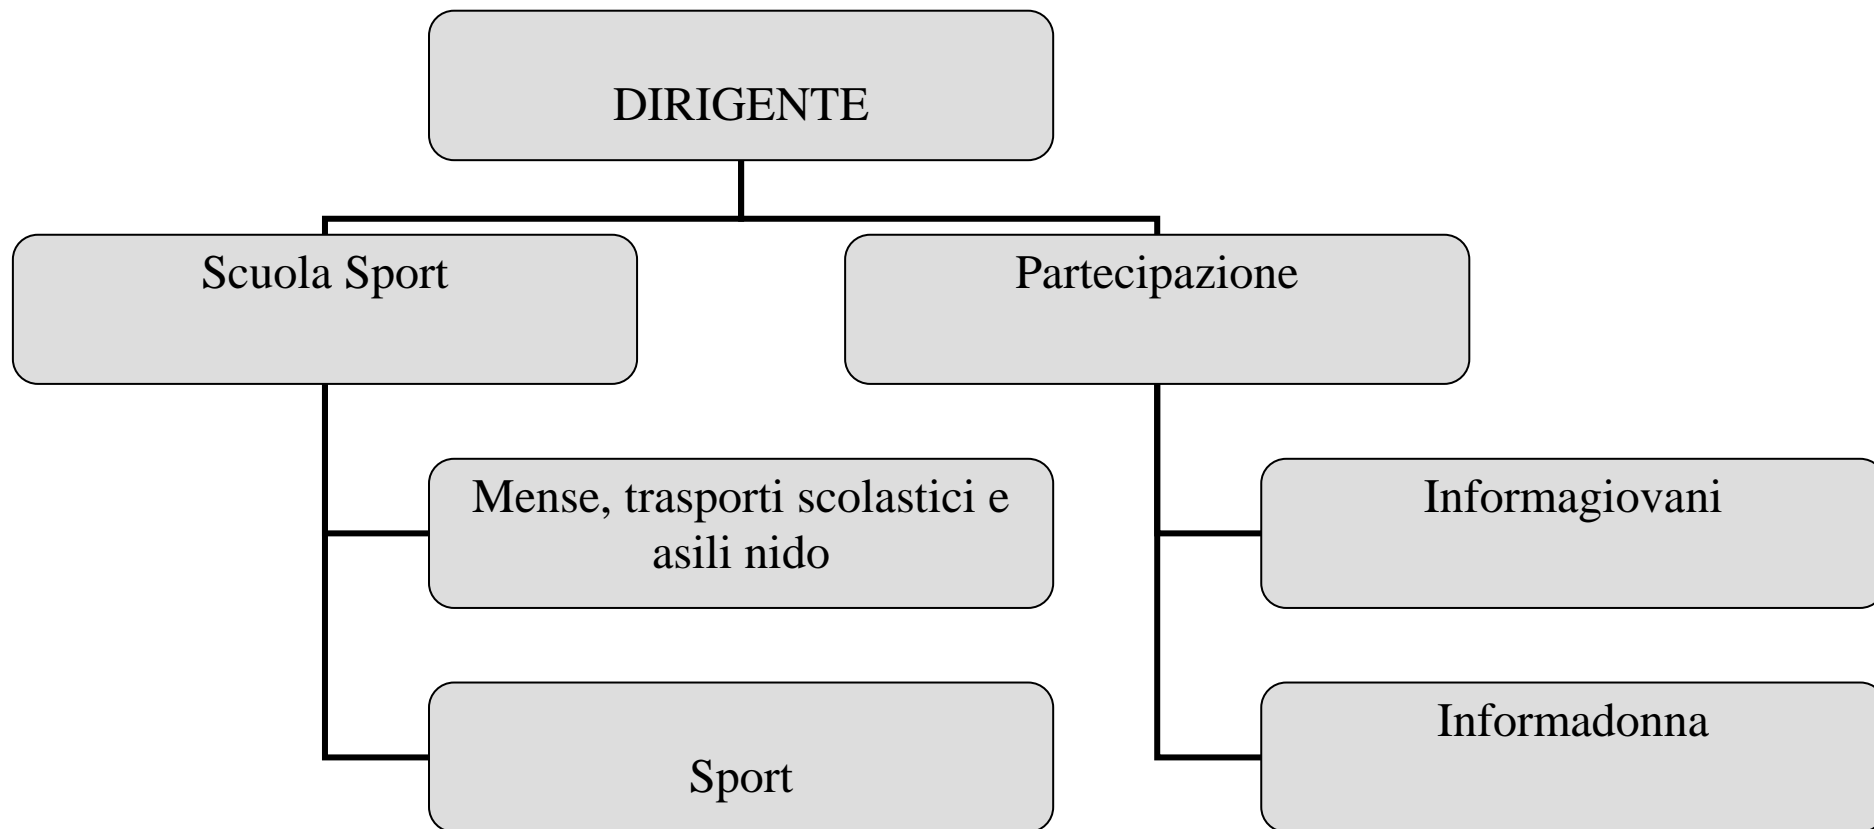 DIRIGENTE
Scuola Sport
Partecipazione
Mense, trasporti scolastici e
asili nido
Informagiovani
Sport
Informadonna